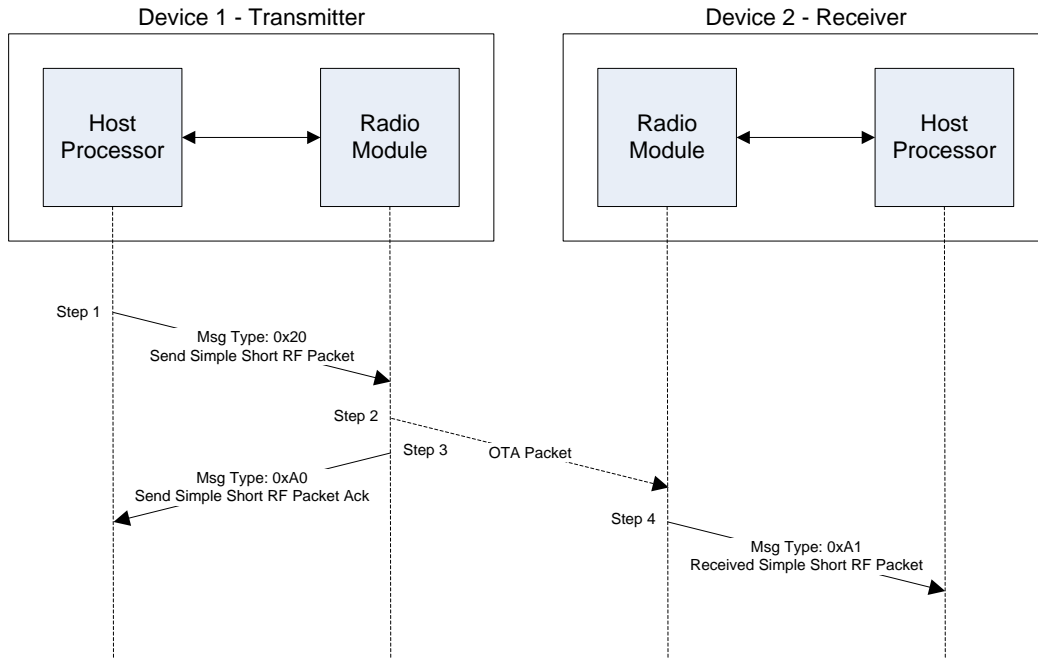 Device 1 - Transmitter
Device 2 - Receiver
Host
Processor
Radio
Module
Radio
Module
Host
Processor
Step 1
Msg Type: 0x20
Send Simple Short RF Packet
Step 2
Step 3
OTA Packet
Msg Type: 0xA0
Send Simple Short RF Packet Ack
Step 4
Msg Type: 0xA1
Received Simple Short RF Packet